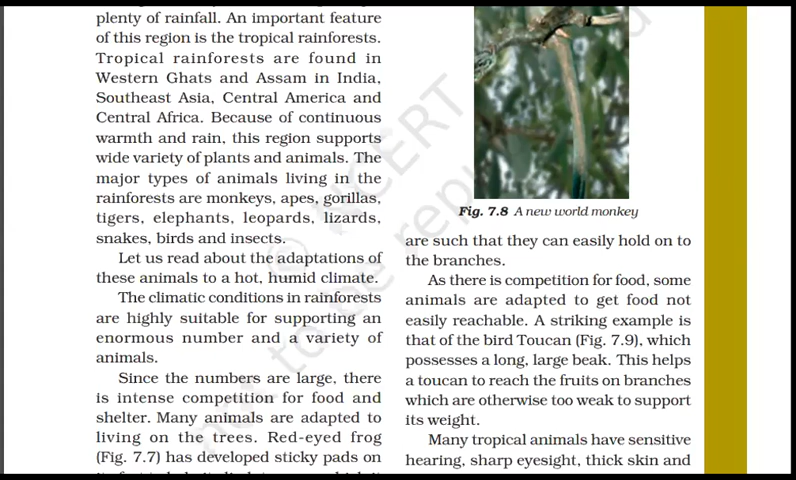 plenty of rainfall. An important feature
of this region is the tropical rainforests.
Tropical rainforests are found in
Western Ghats and Assam in India,
Southeast Asia, Central America and
Central Africa. Because of continuous
warmth and rain, this region supports
wide variety of plants and animals. The
major types of animals living in the
rainforests are monkeys, apes, gorillas,
tigers, elephants, leopards, lizards,
snakes, birds and insects.
Let us read about the adaptations of
these animals to a hot, humid climate.
The climatic conditions in rainforests
are highly suitable for supporting an
enormous number and a variety of
animals.
Since the numbers are large, there
is intense competition for food and
shelter. Many animals are adapted to
living on the trees. Red-eyed frog
(Fig. 7.7) has developed sticky pads on
Fig. 7.8 A new world monkey
are such that they can easily hold on to
the branches.
As there is competition for food, some
animals are adapted to get food not
easily reachable. A striking example is
that of the bird Toucan (Fig. 7.9), which
possesses a long, large beak. This helps
a toucan to reach the fruits on branches
which are otherwise too weak to support
its weight.
Many tropical animals have sensitive
hearing, sharp eyesight, thick skin and
© NCERT
not to be